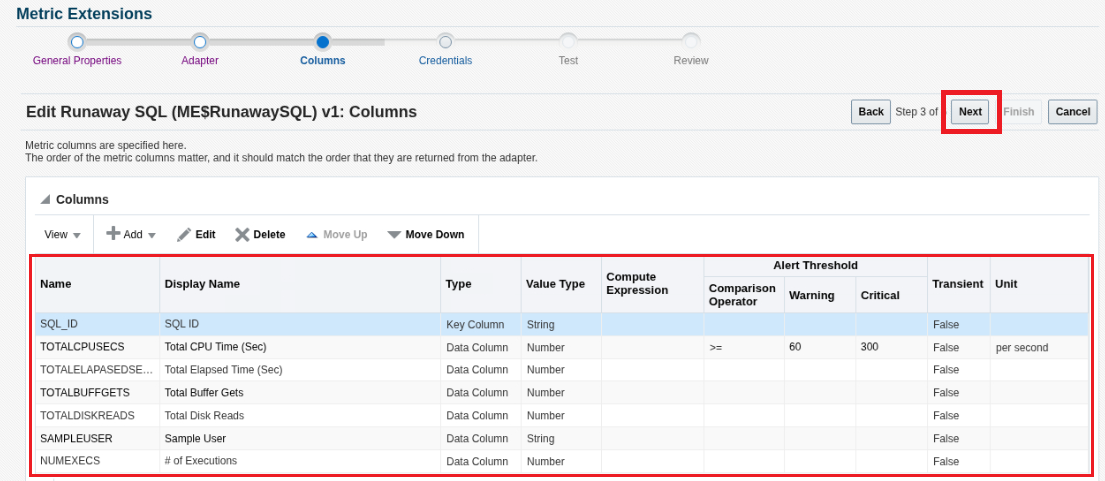 Metric Extensions
General Properties Adapter Columns Credentials Test Review
Edit Runaway SQL (ME$RunawaySQL) v1: Columns
Back Step 3 of Next Finish Cancel
Metric columns are specified here.
The order of the metric columns matter, and it should match the order that they are returned from the adapter.
Columns
View Add Edit Delete Move Up Move Down
Name Display Name Type Value Type Compute Expression Alert Threshold Comparison Operator Warning Critical Transient Unit
SQL_ID SQL ID Key Column String False
TOTALCPUSECS Total CPU Time (Sec) Data Column Number >= 60 300 False per second
TOTALELAPASEDSE... Total Elapsed Time (Sec) Data Column Number False
TOTALBUFFGETS Total Buffer Gets Data Column Number False
TOTALDISKREADS Total Disk Reads Data Column Number False
SAMPLEUSER Sample User Data Column String False
NUMEXECS # of Executions Data Column Number False